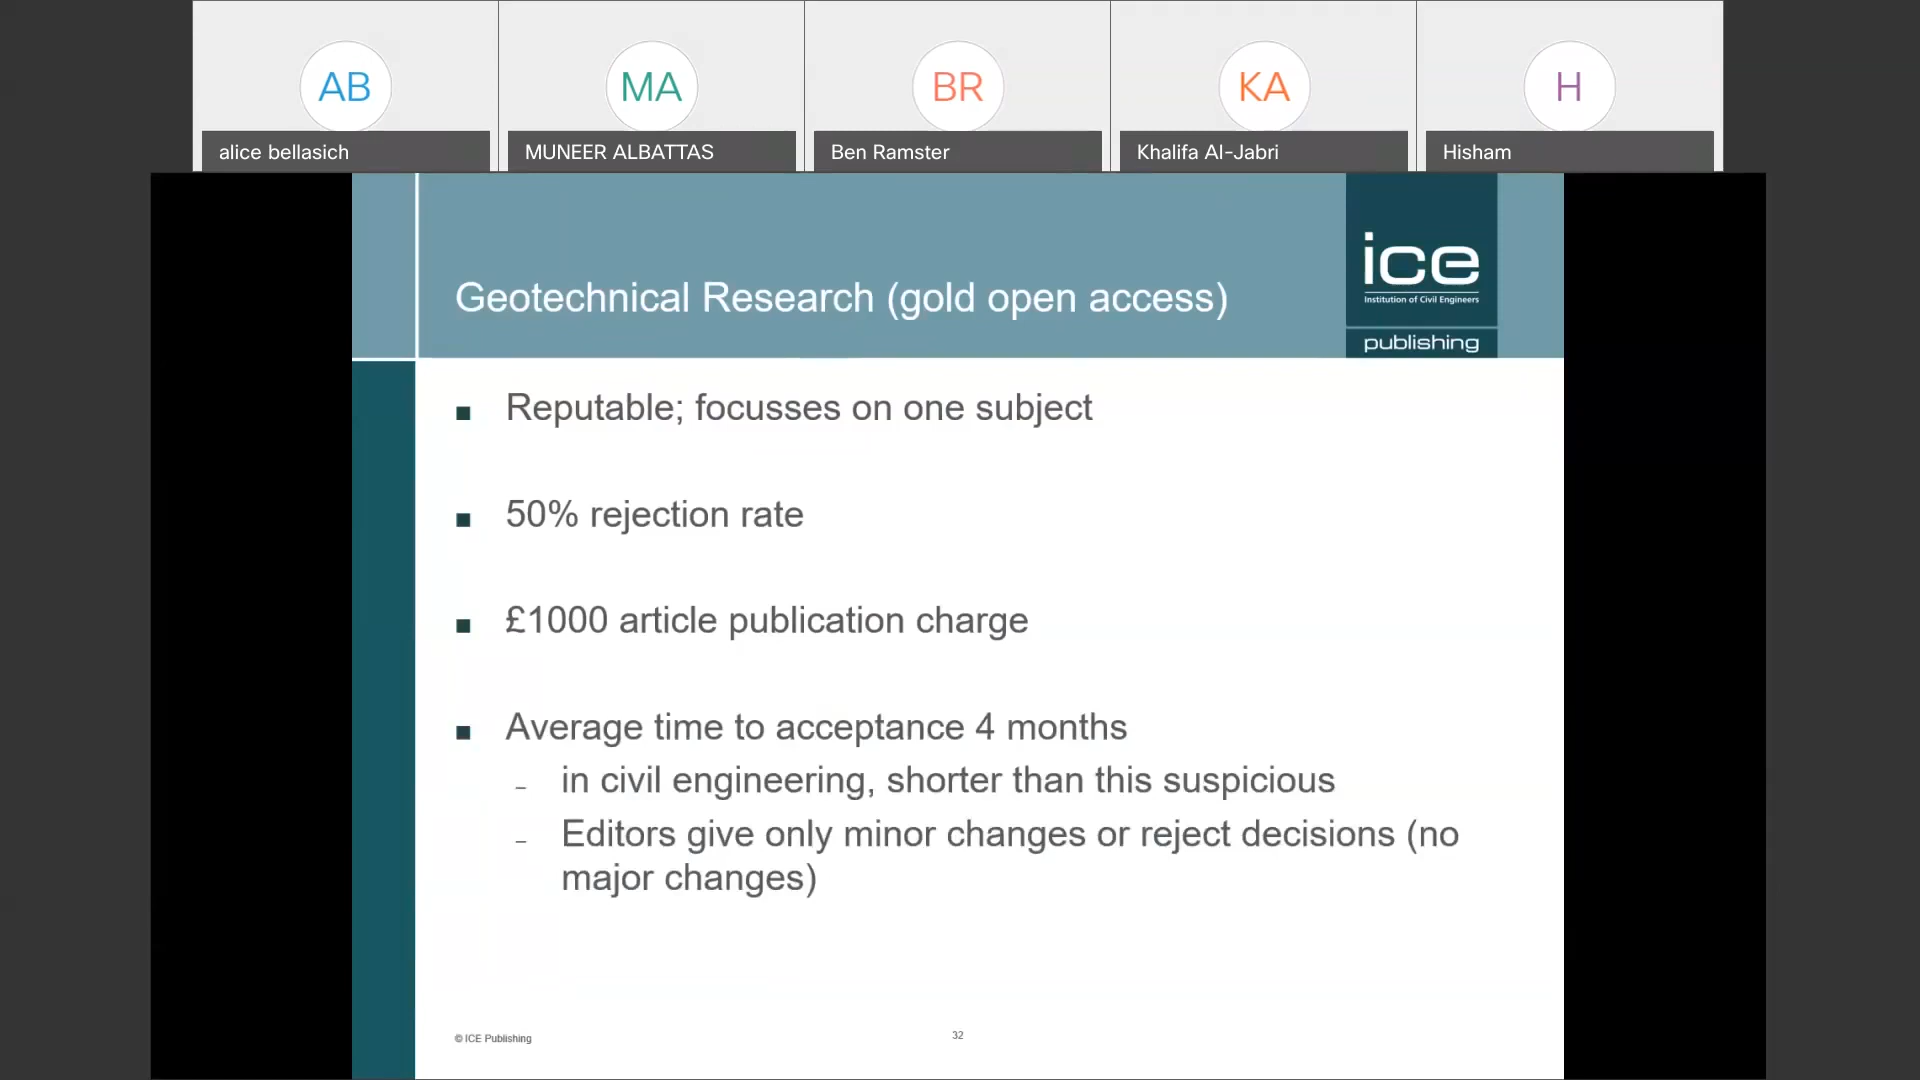 AB
MA
BR
KA
H
alice bellasich
MUNEER ALBATTAS
Ben Ramster
Khalifa Al-Jabri
Hisham
ice
Institution of Civil Engineers
publishing
Geotechnical Research (gold open access)
■ Reputable; focusses on one subject
■ 50% rejection rate
■ £1000 article publication charge
■ Average time to acceptance 4 months
– in civil engineering, shorter than this suspicious
– Editors give only minor changes or reject decisions (no
major changes)
© ICE Publishing
32